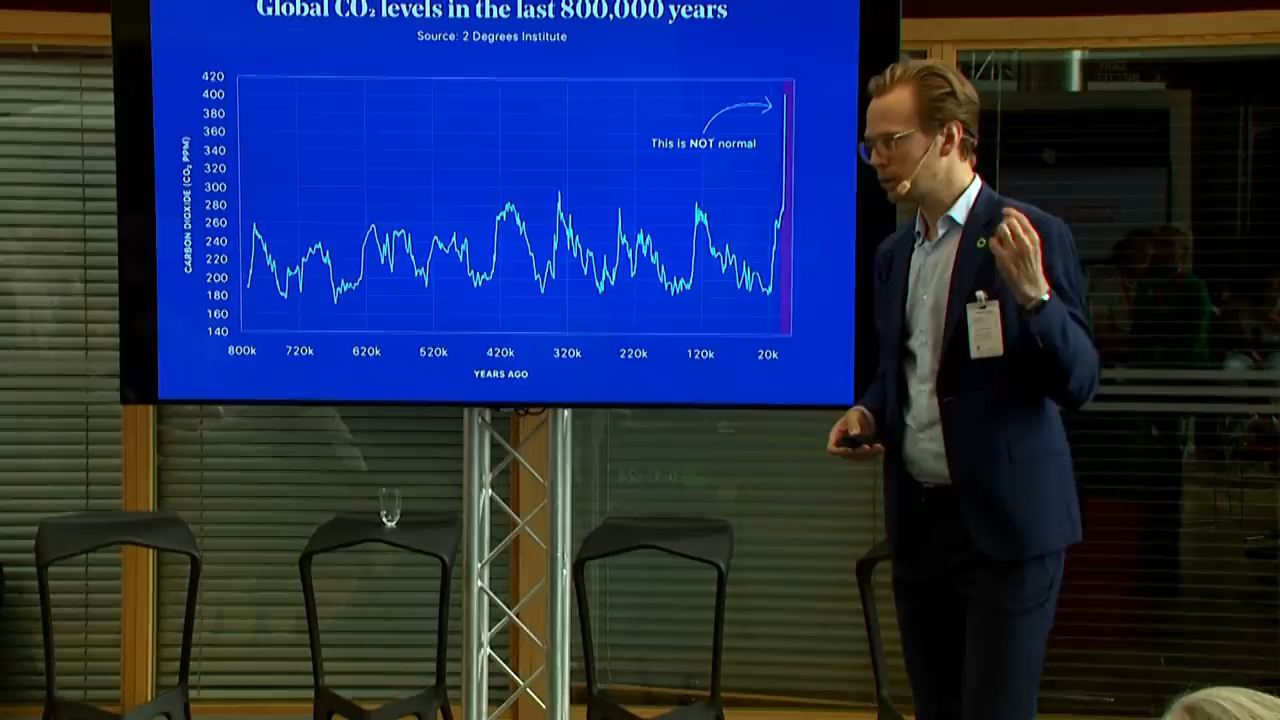 Global CO₂ levels in the last 800,000 years
Source: 2 Degrees Institute
420
400
380
360
340
320
300
280
260
240
220
200
180
160
140
CARBON DIOXIDE (CO₂ PPM)
This is NOT normal
800k 720k 620k 520k 420k 320k 220k 120k 20k
YEARS AGO